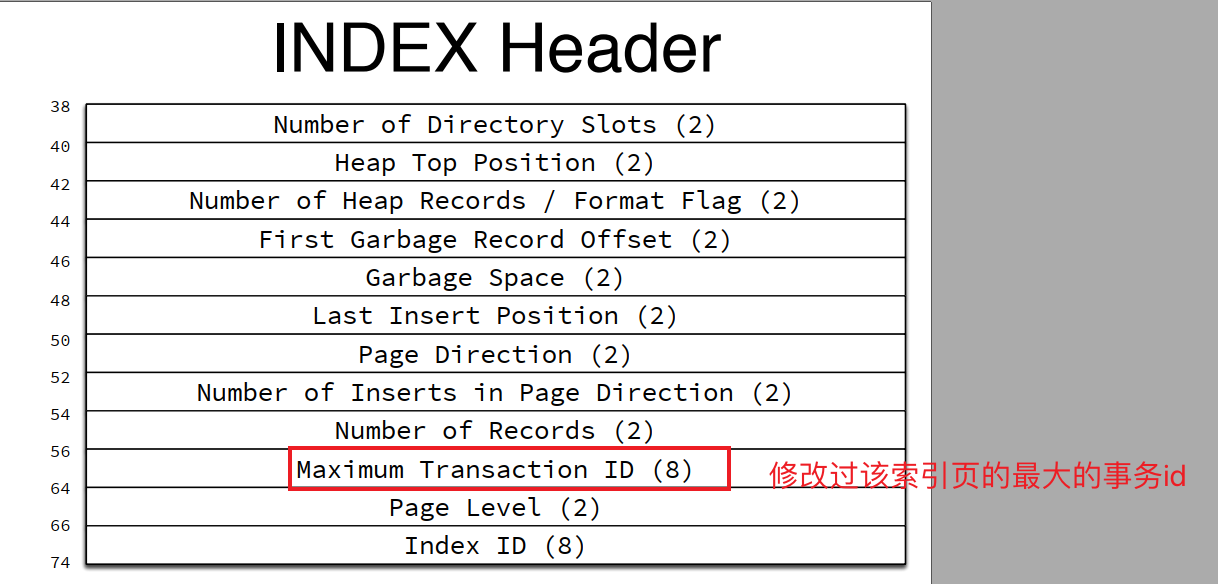 INDEX Header
38
Number of Directory Slots (2)
40
Heap Top Position (2)
42
Number of Heap Records / Format Flag (2)
44
First Garbage Record Offset (2)
46
Garbage Space (2)
48
Last Insert Position (2)
50
Page Direction (2)
52
Number of Inserts in Page Direction (2)
54
Number of Records (2)
56
Maximum Transaction ID (8) 修改过该索引页的最大的事务id
64
Page Level (2)
66
Index ID (8)
74